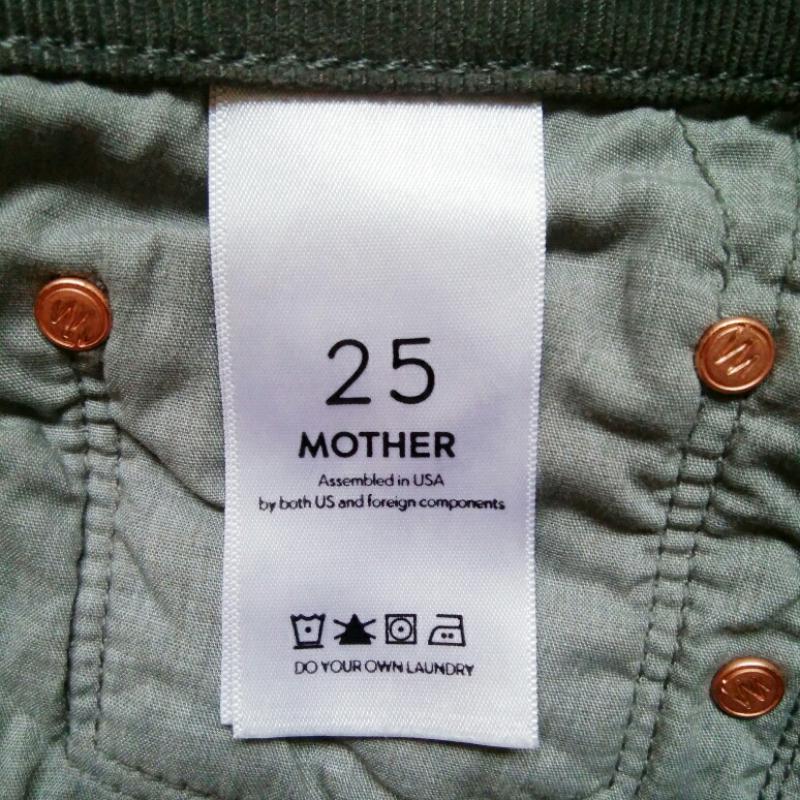 25
MOTHER
Assembled in USA
by both US and foreign components
DO YOUR OWN LAUNDRY